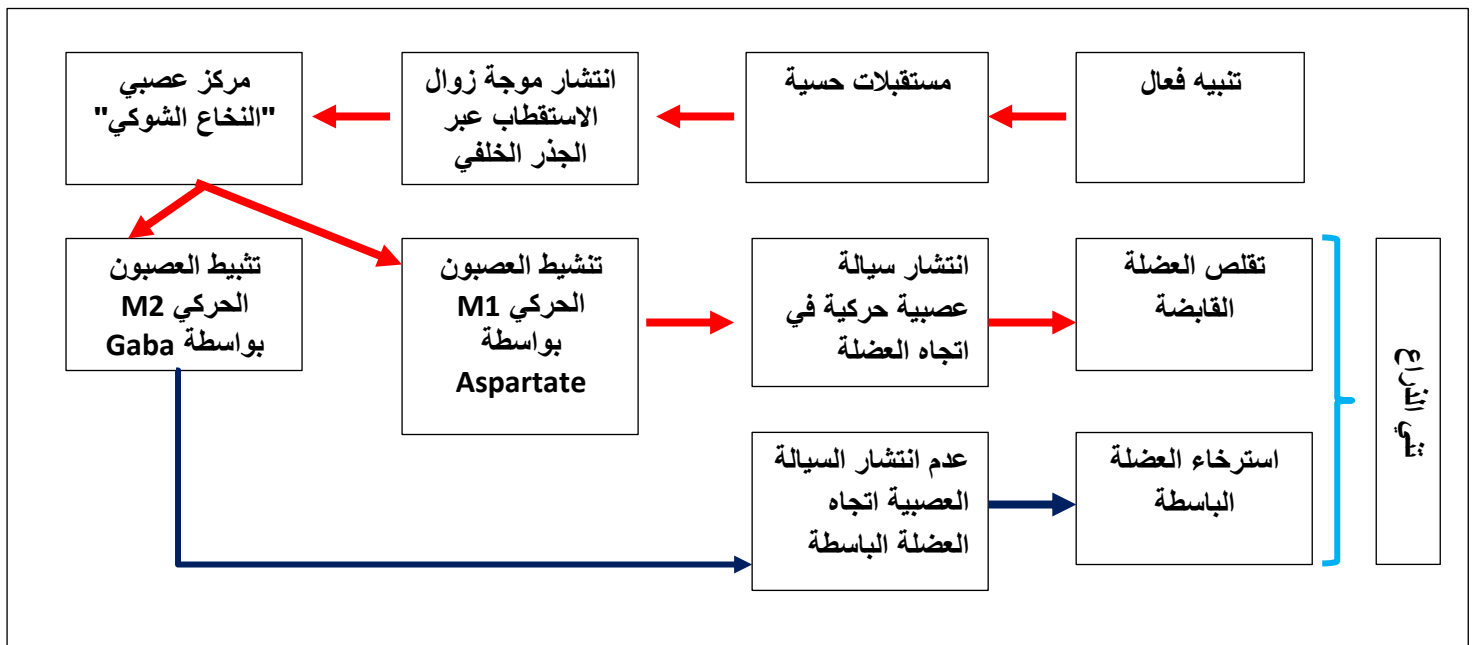 تنبيه فعال
مستقبلات حسية
انتشار موجة زوال
الاستقطاب عبر
الجذر الخلفي
مركز عصبي
"النخاع الشوكي"
تثبيط العصبون
الحركي M2
بواسطة Gaba
تنشيط العصبون
الحركي M1
بواسطة
Aspartate
انتشار سيالة
عصبية حركية في
اتجاه العضلة
تقلص العضلة
القابضة
عدم انتشار السيالة
العصبية اتجاه
العضلة الباسطة
استرخاء العضلة
الباسطة
ثني الذراع